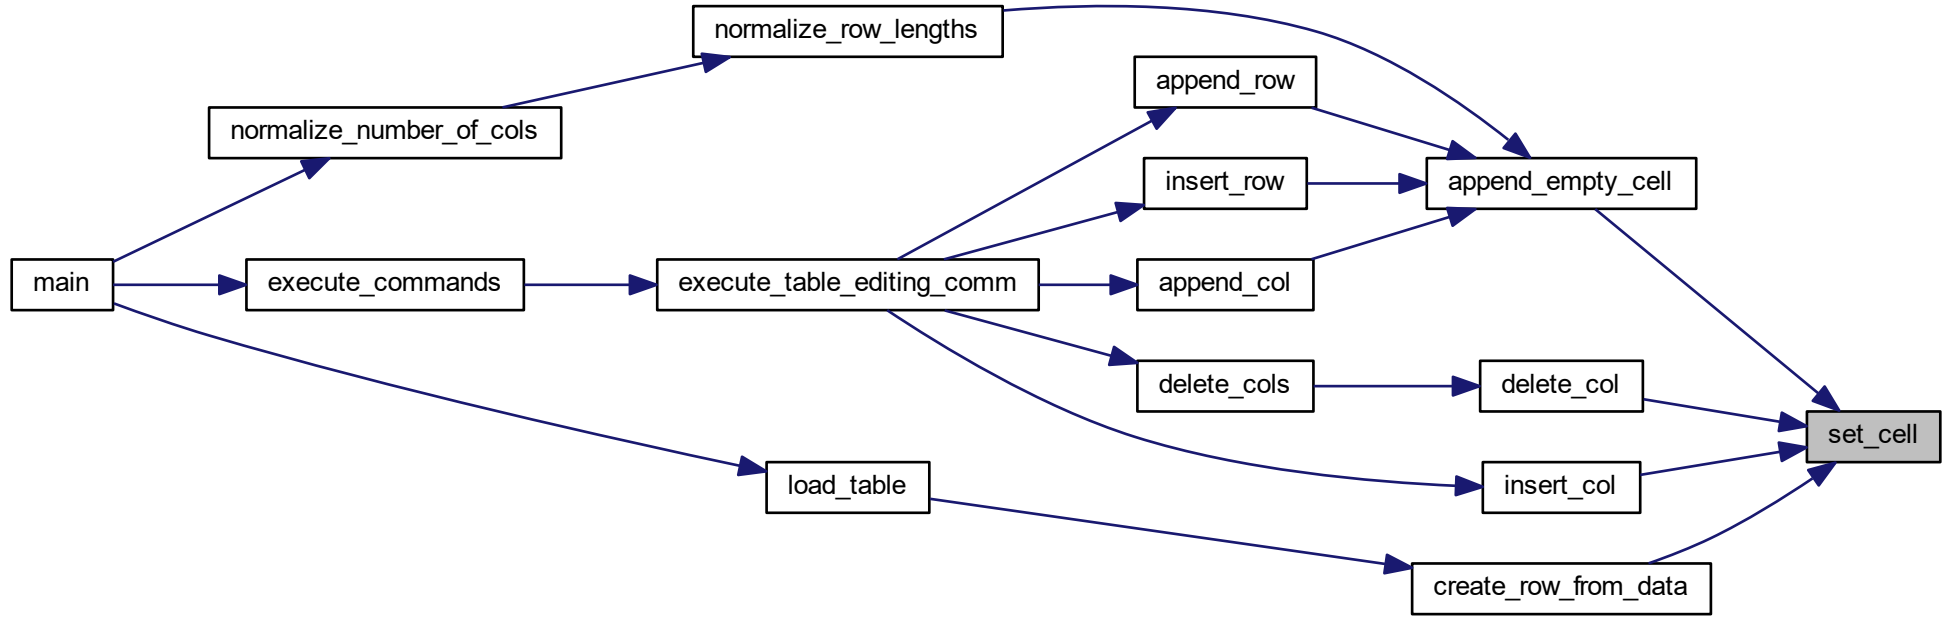 normalize_row_lengths
append_row
normalize_number_of_cols
insert_row
append_empty_cell
main
execute_commands
execute_table_editing_comm
append_col
delete_cols
delete_col
set_cell
load_table
insert_col
create_row_from_data